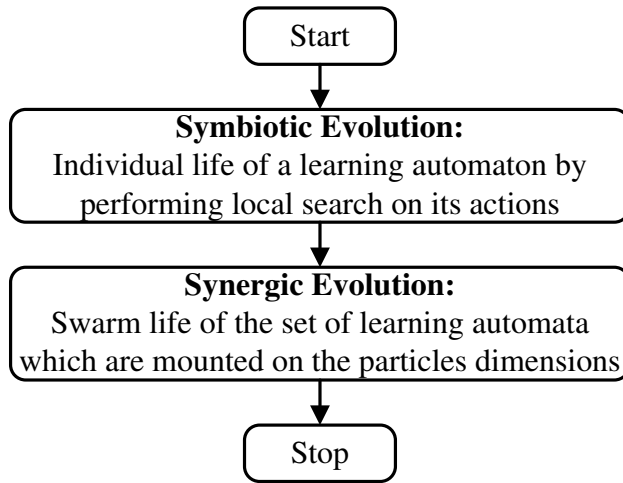 Start
Symbiotic Evolution:
Individual life of a learning automaton by
performing local search on its actions
Synergic Evolution:
Swarm life of the set of learning automata
which are mounted on the particles dimensions
Stop